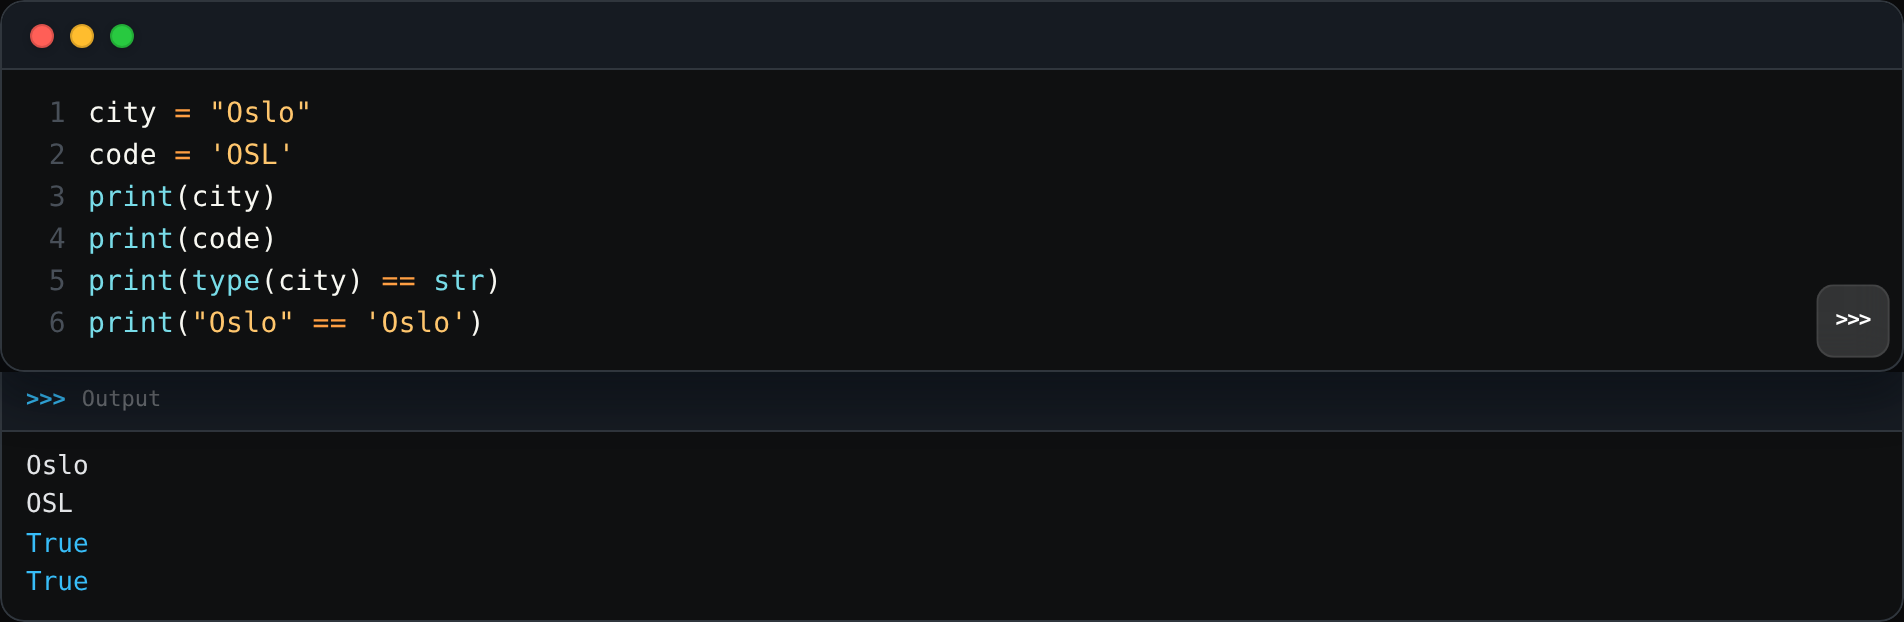 1 city = "Oslo"
2 code = 'OSL'
3 print(city)
4 print(code)
5 print(type(city) == str)
6 print("Oslo" == 'Oslo')
>>>
>>> Output
Oslo
OSL
True
True